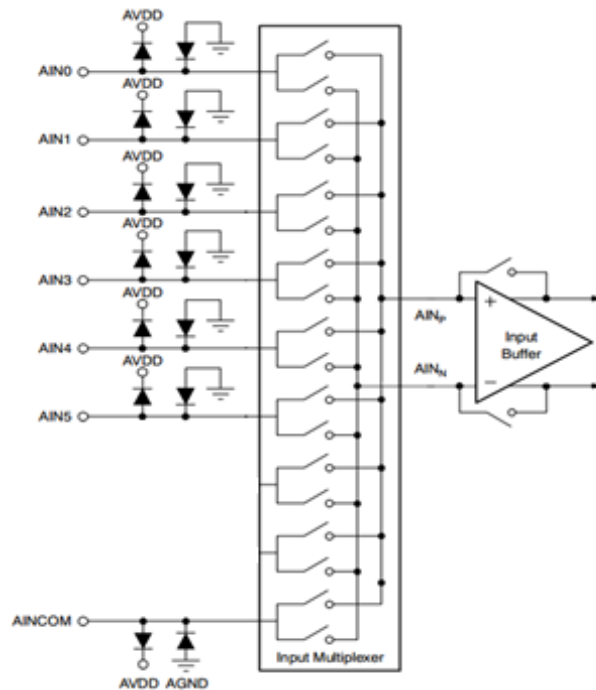 AVDD
AIN0
AVDD
AIN1
AVDD
AIN2
AVDD
AIN3
AVDD
AIN4
AVDD
AIN5
AINCOM
AVDD AGND
Input Multiplexer
AINP
AINN
+
Input
Buffer
−